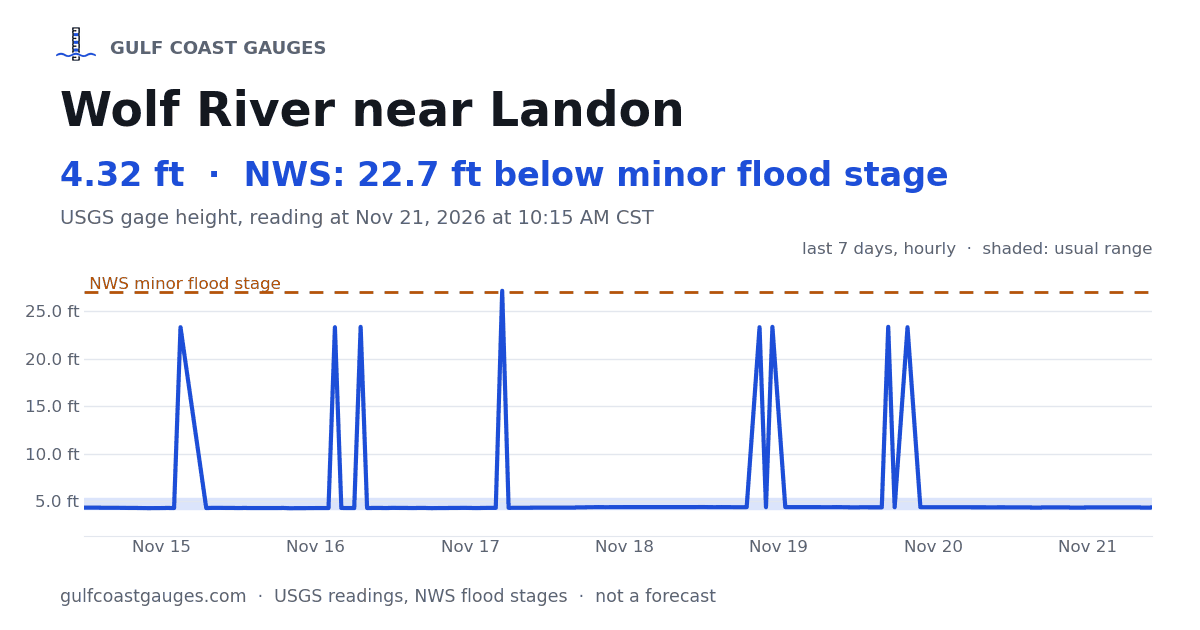 GULF COAST GAUGES
Wolf River near Landon
4.32 ft · NWS: 22.7 ft below minor flood stage
USGS gage height, reading at Nov 21, 2026 at 10:15 AM CST
last 7 days, hourly · shaded: usual range
NWS minor flood stage
25.0 ft
20.0 ft
15.0 ft
10.0 ft
5.0 ft
Nov 15 Nov 16 Nov 17 Nov 18 Nov 19 Nov 20 Nov 21
gulfcoastgauges.com · USGS readings, NWS flood stages · not a forecast